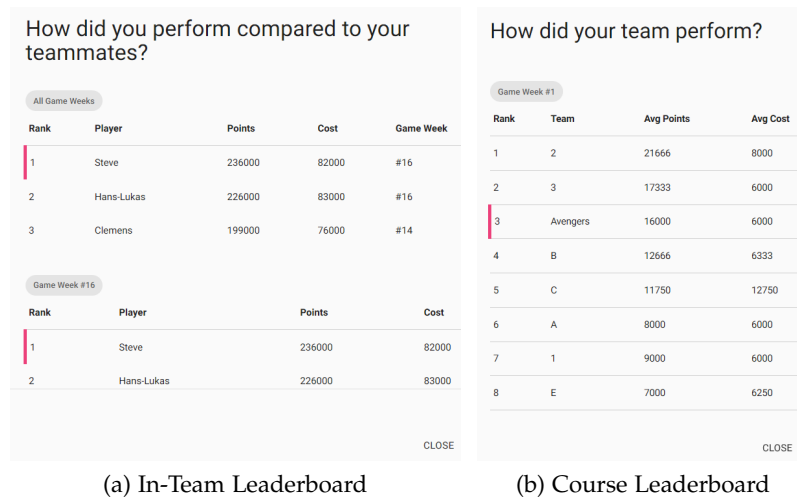 How did you perform compared to your
teammates?
All Game Weeks
Rank Player Points Cost Game Week
1 Steve 236000 82000 #16
2 Hans-Lukas 226000 83000 #16
3 Clemens 199000 76000 #14
Game Week #16
Rank Player Points Cost
1 Steve 236000 82000
2 Hans-Lukas 226000 83000
CLOSE
(a) In-Team Leaderboard
How did your team perform?
Game Week #1
Rank Team Avg Points Avg Cost
1 2 21666 8000
2 3 17333 6000
3 Avengers 16000 6000
4 B 12666 6333
5 C 11750 12750
6 A 8000 6000
7 1 9000 6000
8 E 7000 6250
CLOSE
(b) Course Leaderboard